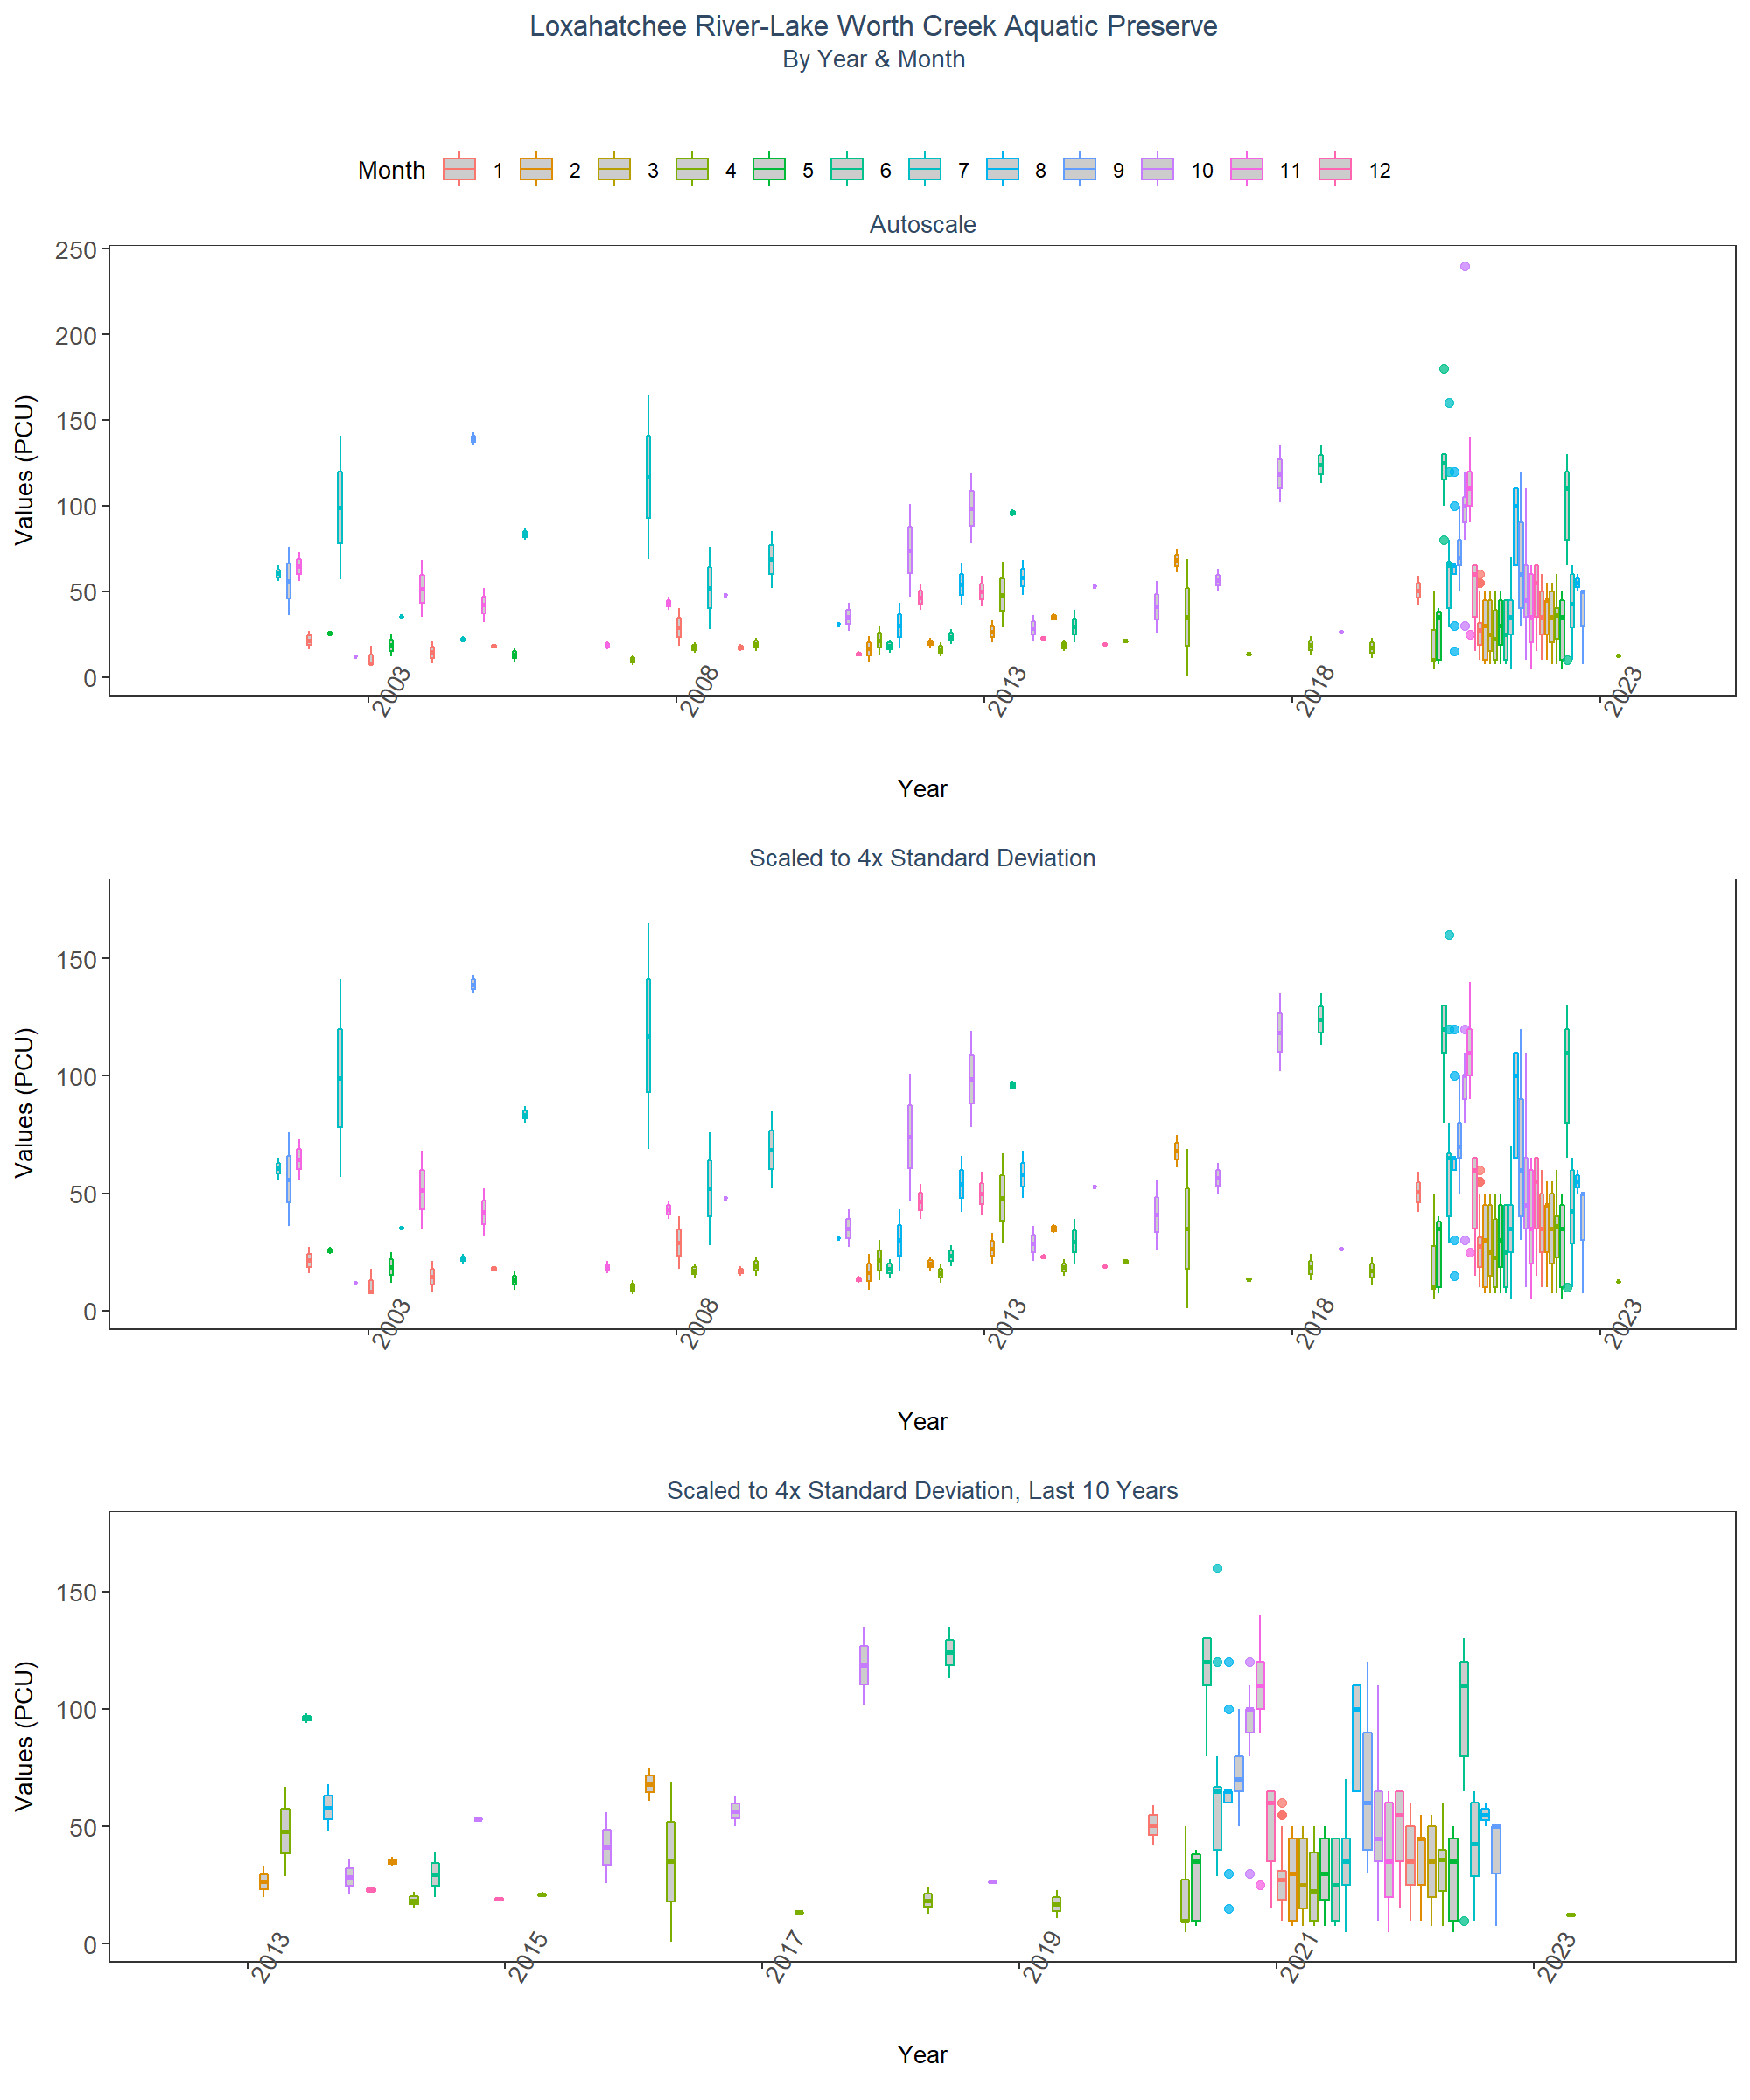 Loxahatchee River-Lake Worth Creek Aquatic Preserve
By Year & Month
Month 1 2 3 4 5 6 7 8 9 10 11 12
Autoscale
Values (PCU)
250
200
150
100
50
0
2003 2008 2013 2018 2023
Year
Scaled to 4x Standard Deviation
Values (PCU)
150
100
50
0
2003 2008 2013 2018 2023
Year
Scaled to 4x Standard Deviation, Last 10 Years
Values (PCU)
150
100
50
0
2013 2015 2017 2019 2021 2023
Year